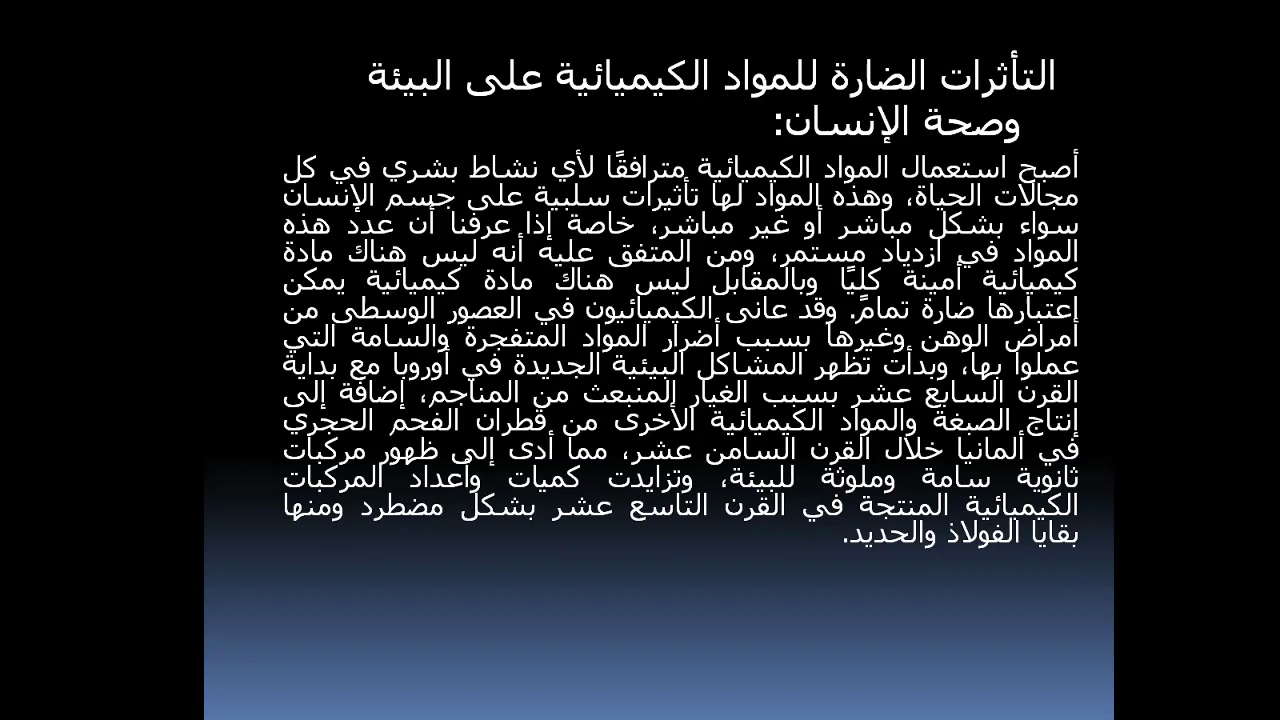 التأثرات الضارة للمواد الكيميائية على البيئة
وصحة الإنسان:
أصبح استعمال المواد الكيميائية مترافقًا لأي نشاط بشري في كل
مجالات الحياة، وهذه المواد لها تأثيرات سلبية على جسم الإنسان
سواء بشكل مباشر أو غير مباشر، خاصة إذا عرفنا أن عدد هذه
المواد في ازدياد مستمر، ومن المتفق عليه أنه ليس هناك مادة
كيميائية أمينة كليًا وبالمقابل ليس هناك مادة كيميائية يمكن
اعتبارها ضارة تمامً. وقد عانى الكيميائيون في العصور الوسطى من
أمراض الوهن وغيرها بسبب أضرار المواد المتفجرة والسامة التي
عملوا بها، وبدأت تظهر المشاكل البيئية الجديدة في أوروبا مع بداية
القرن السابع عشر بسبب الغبار المنبعث من المناجم، إضافة إلى
إنتاج الصبغة والمواد الكيميائية الأخرى من قطران الفحم الحجري
في ألمانيا خلال القرن السامن عشر، مما أدى إلى ظهور مركبات
ثانوية سامة وملوثة للبيئة، وتزايدت كميات وأعداد المركبات
الكيميائية المنتجة في القرن التاسع عشر بشكل مضطرد ومنها
بقايا الفولاذ والحديد.